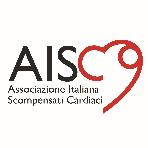 AISC
Associazione Italiana
Scompensati Cardiaci